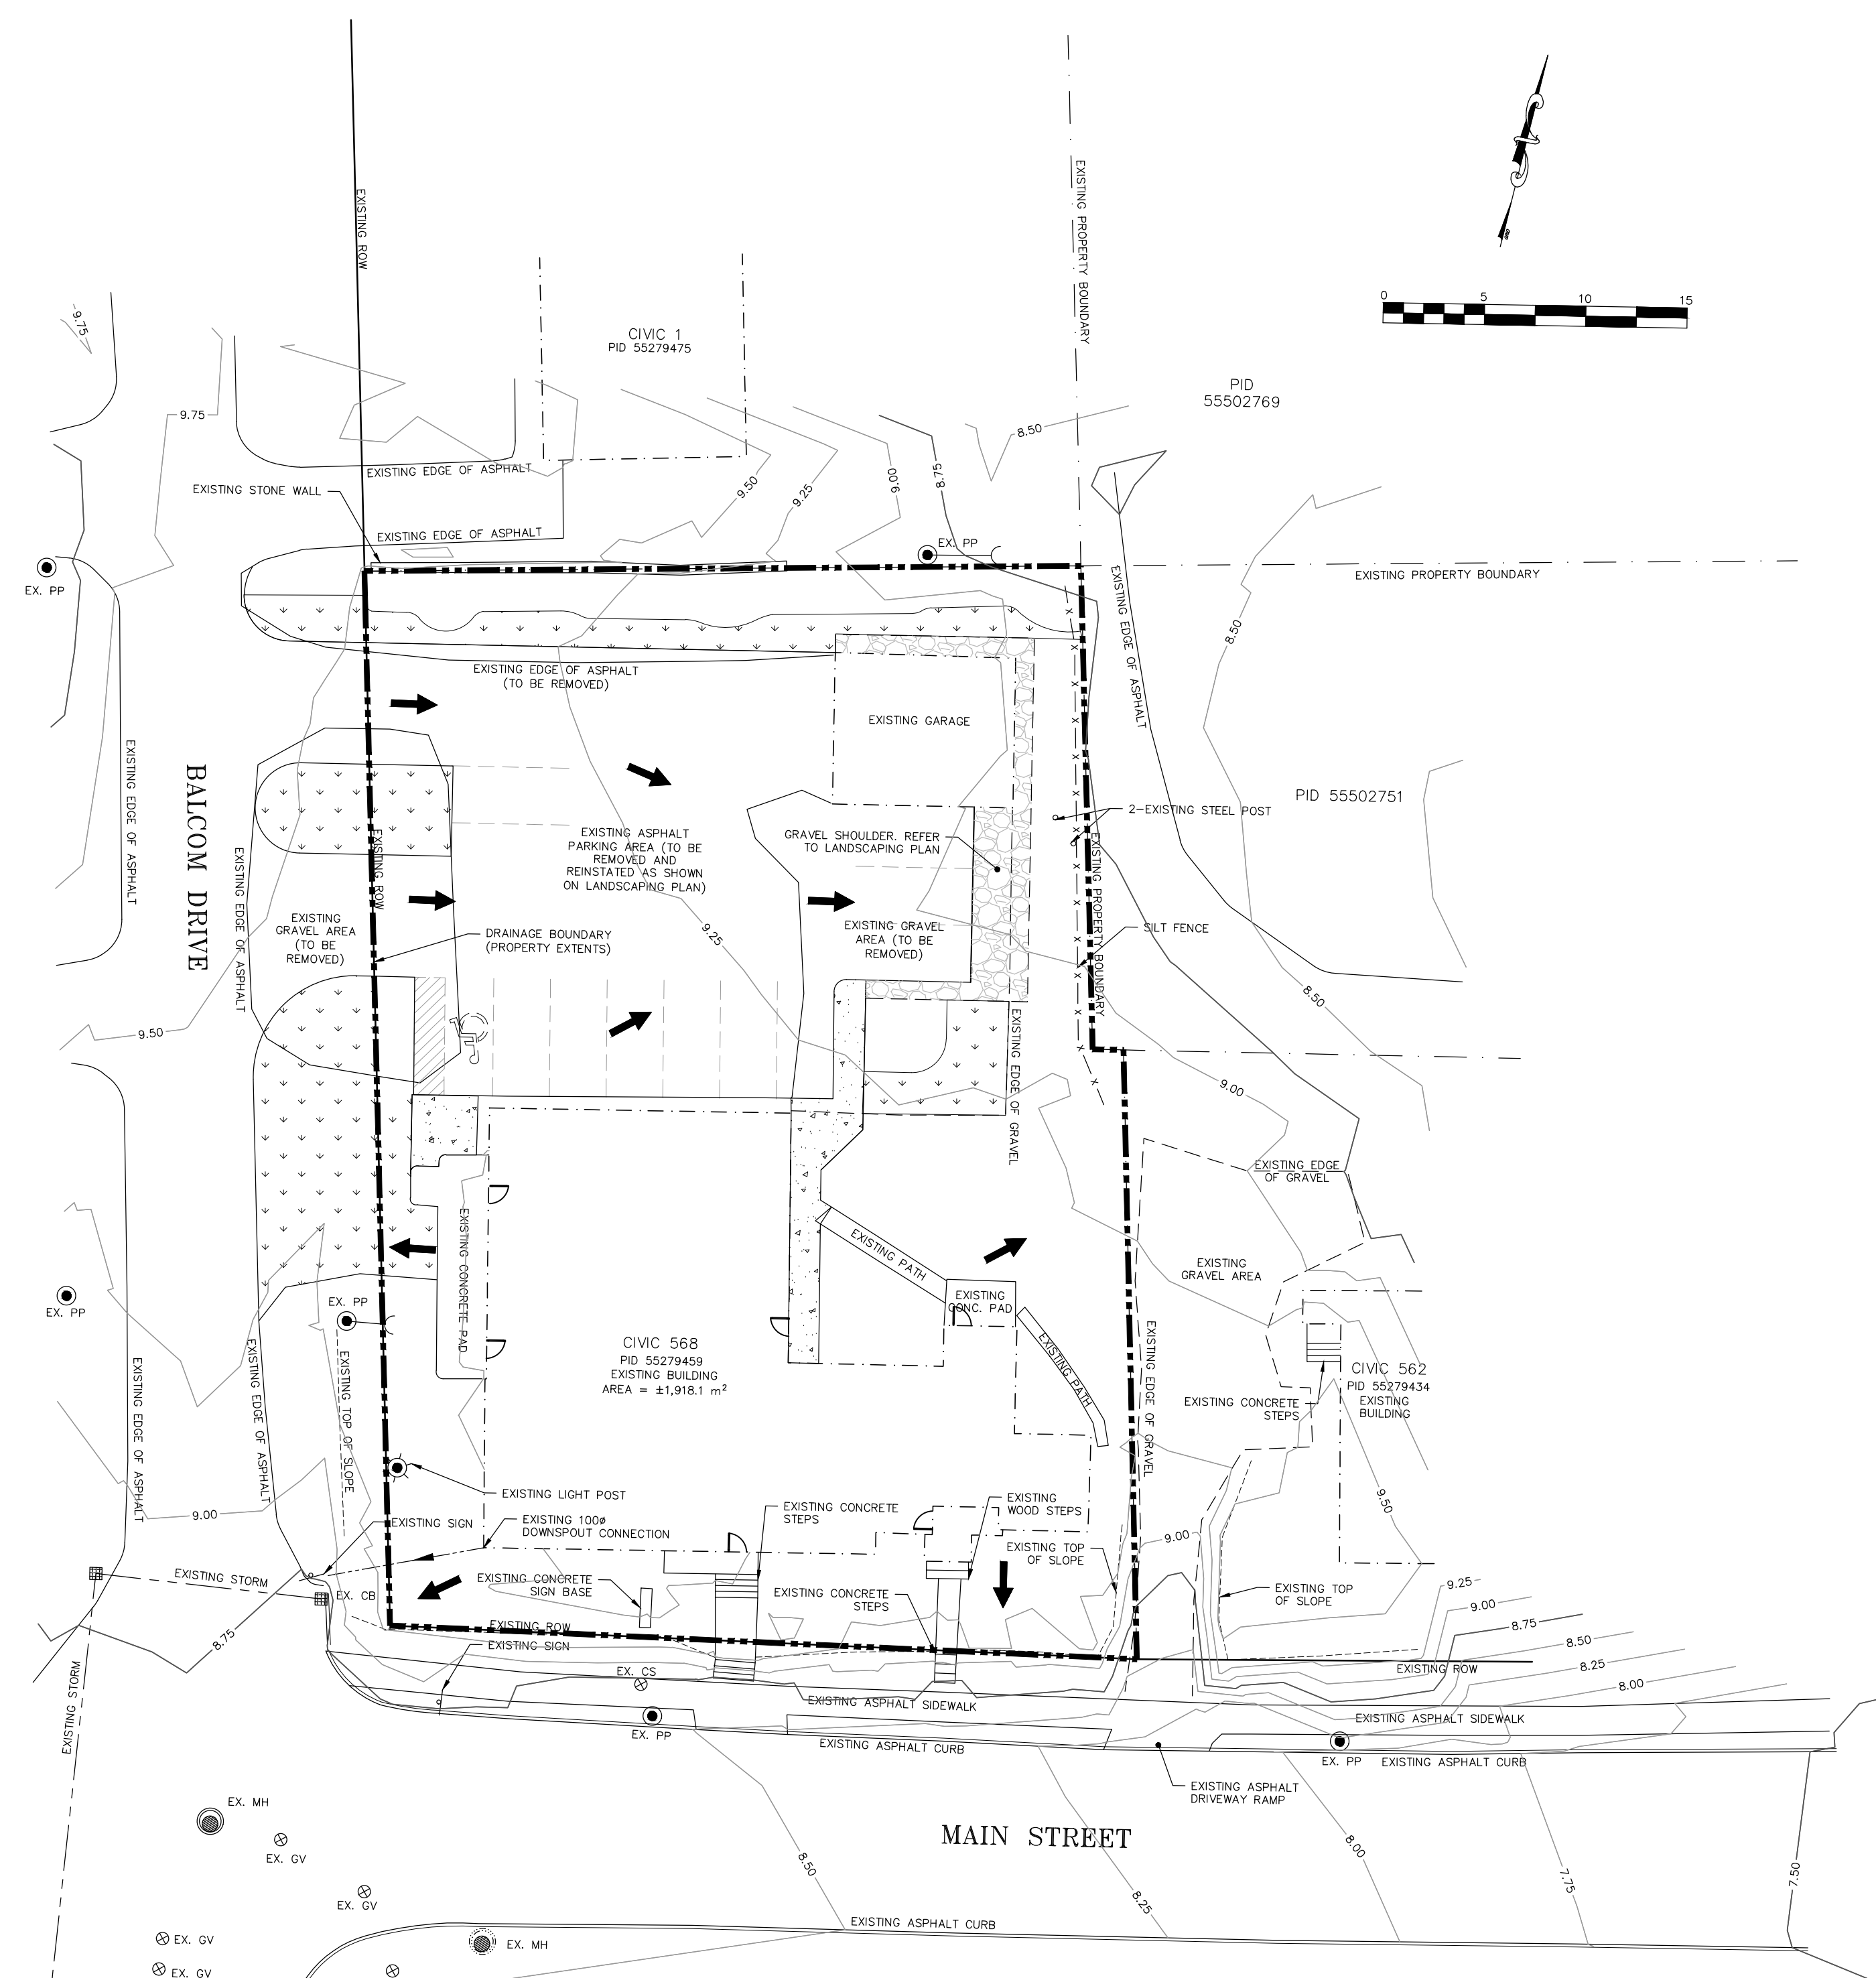 EXISTING ROW
EXISTING PROPERTY BOUNDARY
0 5 10 15
9.75
CIVIC 1
PID 55279475
PID
55502769
9.75
8.50
EXISTING EDGE OF ASPHALT
EXISTING STONE WALL
9.50
9.25
9.00
8.75
EXISTING EDGE OF ASPHALT
EX. PP
EX. PP
EXISTING PROPERTY BOUNDARY
EXISTING EDGE OF ASPHALT
8.50
EXISTING EDGE OF ASPHALT
(TO BE REMOVED)
EXISTING GARAGE
BALCOM DRIVE
EXISTING EDGE OF ASPHALT
EXISTING EDGE OF ASPHALT
EXISTING ROW
EXISTING ASPHALT
PARKING AREA (TO BE
REMOVED AND
REINSTATED AS SHOWN
ON LANDSCAPING PLAN)
GRAVEL SHOULDER. REFER
TO LANDSCAPING PLAN
2-EXISTING STEEL POST
PID 55502751
EXISTING PROPERTY BOUNDARY
EXISTING
GRAVEL AREA
(TO BE
REMOVED)
DRAINAGE BOUNDARY
(PROPERTY EXTENTS)
9.25
EXISTING GRAVEL
AREA (TO BE
REMOVED)
SILT FENCE
8.50
9.50
EXISTING EDGE OF GRAVEL
9.00
EXISTING EDGE
OF GRAVEL
EXISTING CONCRETE PAD
EXISTING PATH
EXISTING
GRAVEL AREA
EX. PP
EX. PP
EXISTING
CONC. PAD
EXISTING EDGE OF ASPHALT
EXISTING EDGE OF ASPHALT
EXISTING TOP OF SLOPE
CIVIC 568
PID 55279459
EXISTING BUILDING
AREA = ±1,918.1 m²
EXISTING PATH
EXISTING EDGE OF GRAVEL
CIVIC 562
PID 55279434
EXISTING
BUILDING
EXISTING CONCRETE
STEPS
9.50
EXISTING LIGHT POST
9.00
EXISTING SIGN
EXISTING 100ø
DOWNSPOUT CONNECTION
EXISTING CONCRETE
STEPS
EXISTING
WOOD STEPS
9.00
EXISTING TOP
OF SLOPE
EXISTING STORM
EX. CB
EXISTING CONCRETE
SIGN BASE
EXISTING CONCRETE
STEPS
EXISTING TOP
OF SLOPE
9.25
9.00
8.75
8.50
8.25
8.00
8.75
EXISTING ROW
EXISTING SIGN
EXISTING ROW
EXISTING STORM
EX. CS
EXISTING ASPHALT SIDEWALK
EXISTING ASPHALT SIDEWALK
EX. PP
EXISTING ASPHALT CURB
EX. PP
EXISTING ASPHALT CURB
EXISTING ASPHALT
DRIVEWAY RAMP
EX. MH
MAIN STREET
EX. GV
8.50
8.25
8.00
7.75
7.50
EX. GV
EXISTING ASPHALT CURB
EX. GV
EX. MH
EX. GV